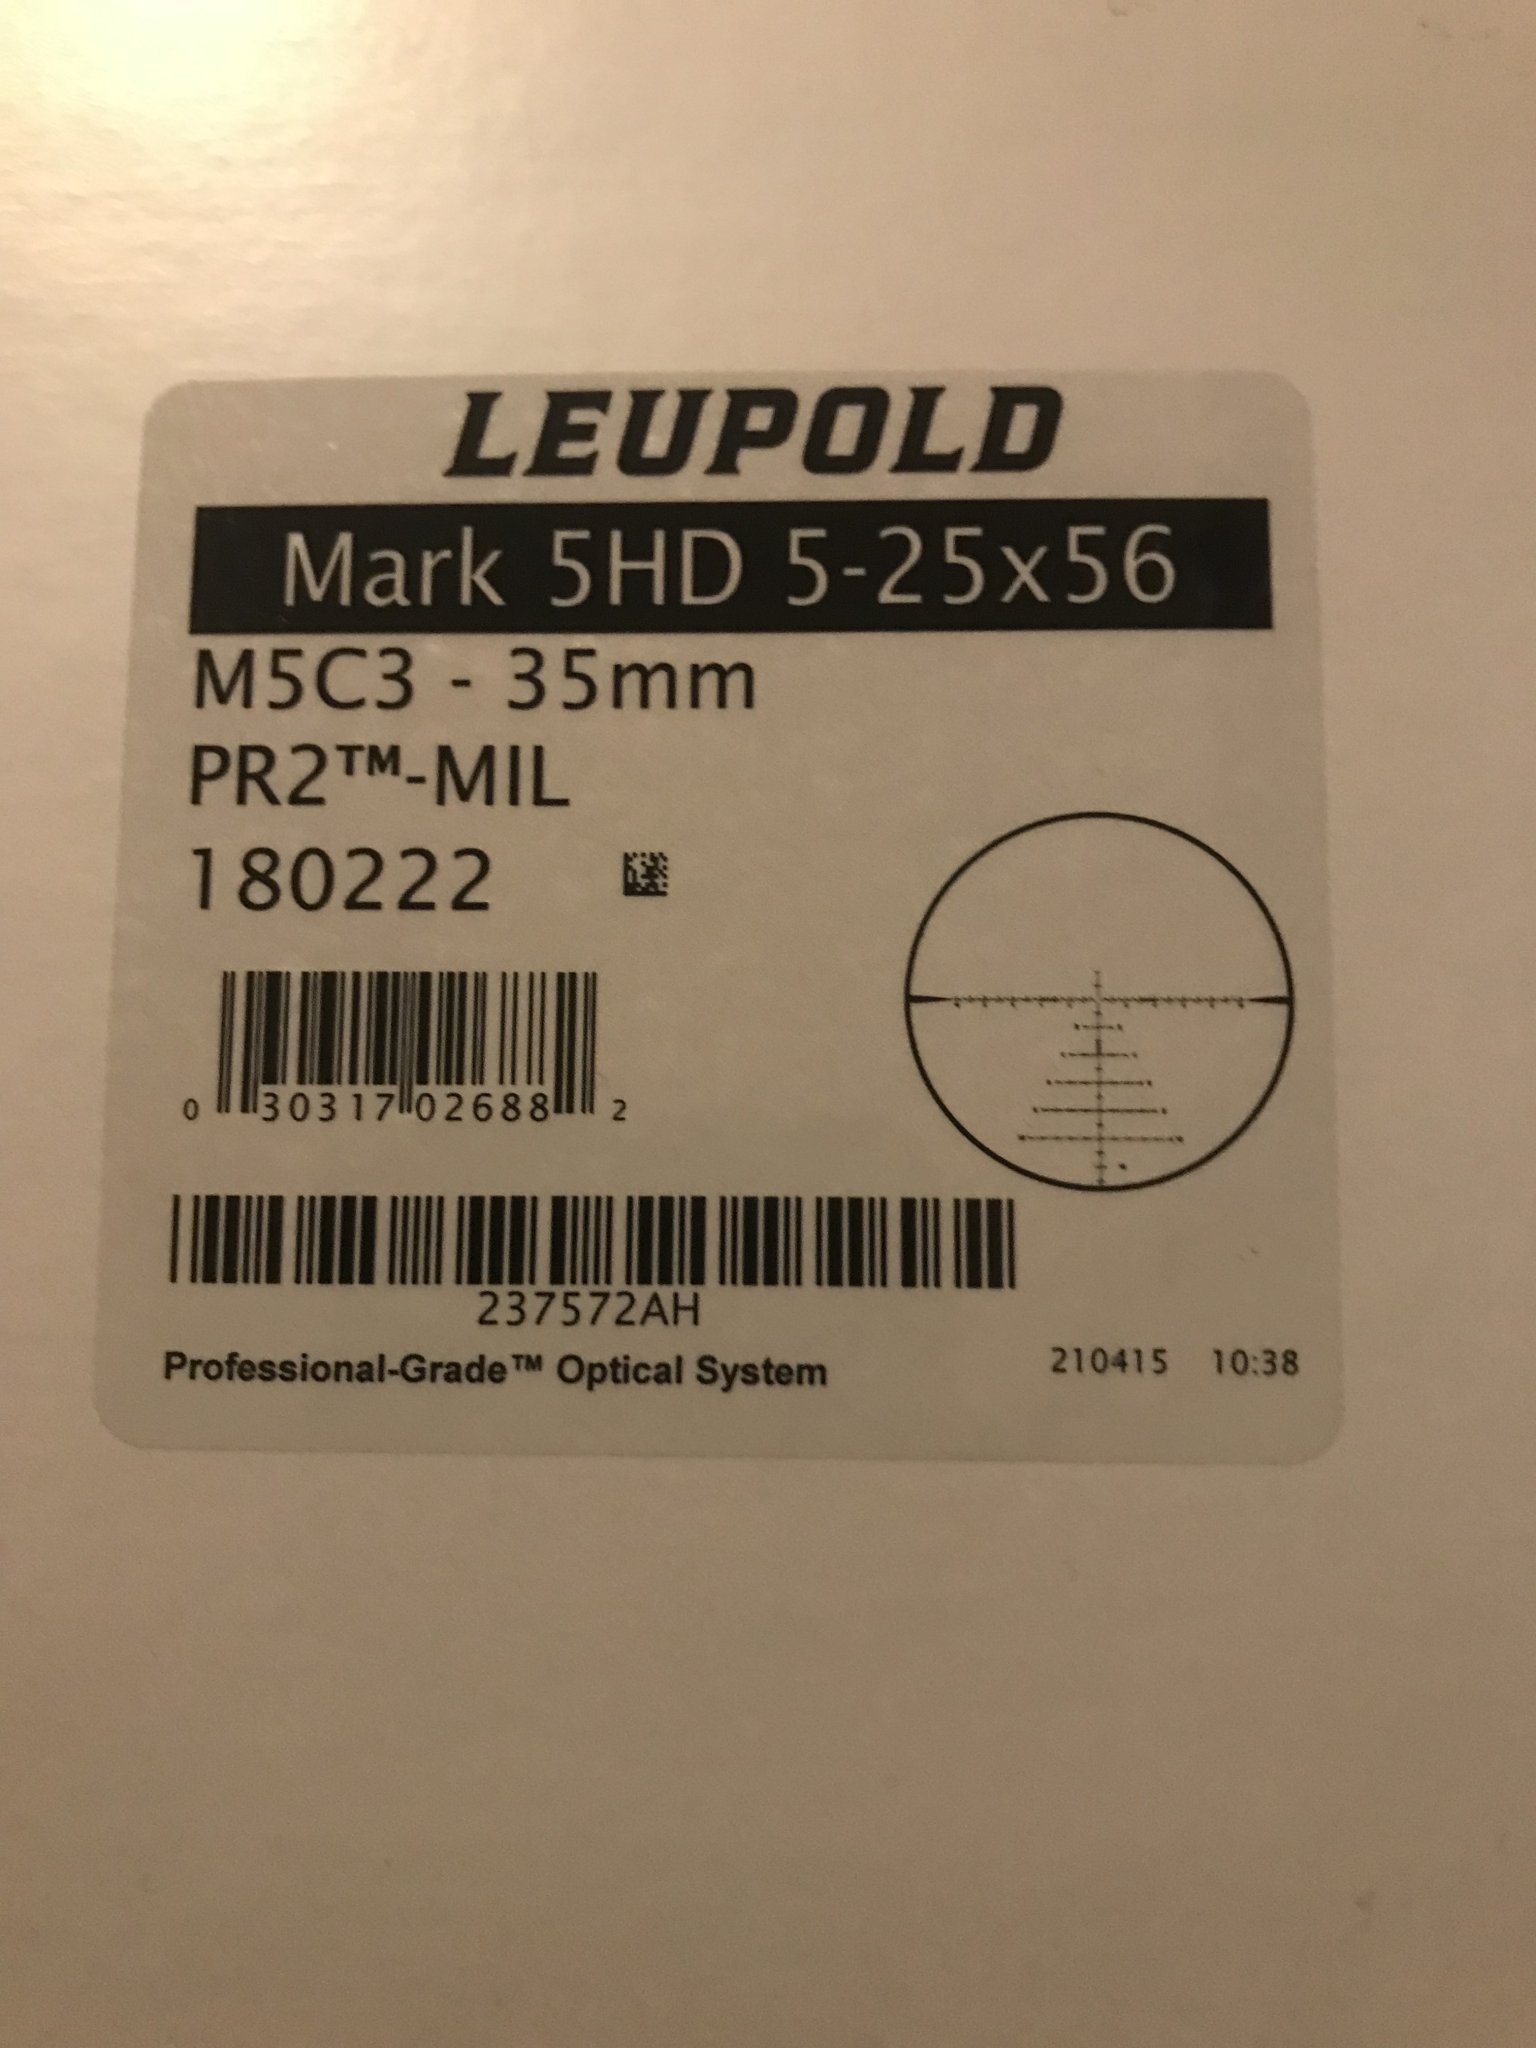 LEUPOLD
Mark 5HD 5-25x56
M5C3 - 35mm
PR2™-MIL
180222
0 30317 02688 2
237572AH
Professional-Grade™ Optical System 210415 10:38